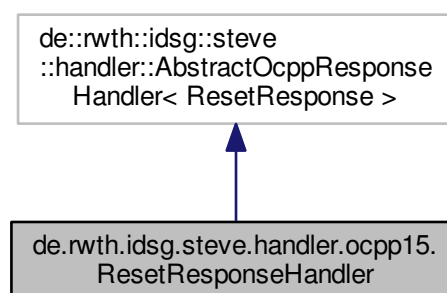 de::rwth::idsg::steve
::handler::AbstractOcppResponse
Handler< ResetResponse >
de.rwth.idsg.steve.handler.ocpp15.
ResetResponseHandler